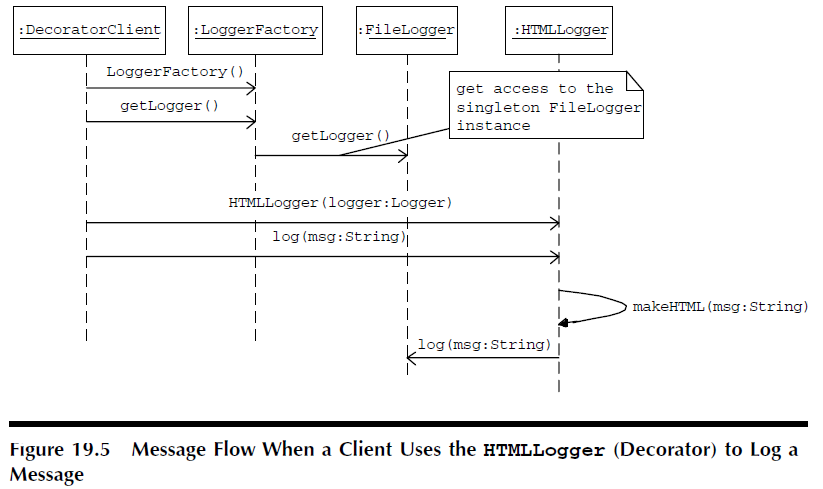 :DecoratorClient
:LoggerFactory
:FileLogger
:HTMLLogger
LoggerFactory()
getLogger()
get access to the
singleton FileLogger
instance
getLogger()
HTMLLogger(logger:Logger)
log(msg:String)
makeHTML(msg:String)
log(msg:String)
Figure 19.5 Message Flow When a Client Uses the HTMLLogger (Decorator) to Log a
Message